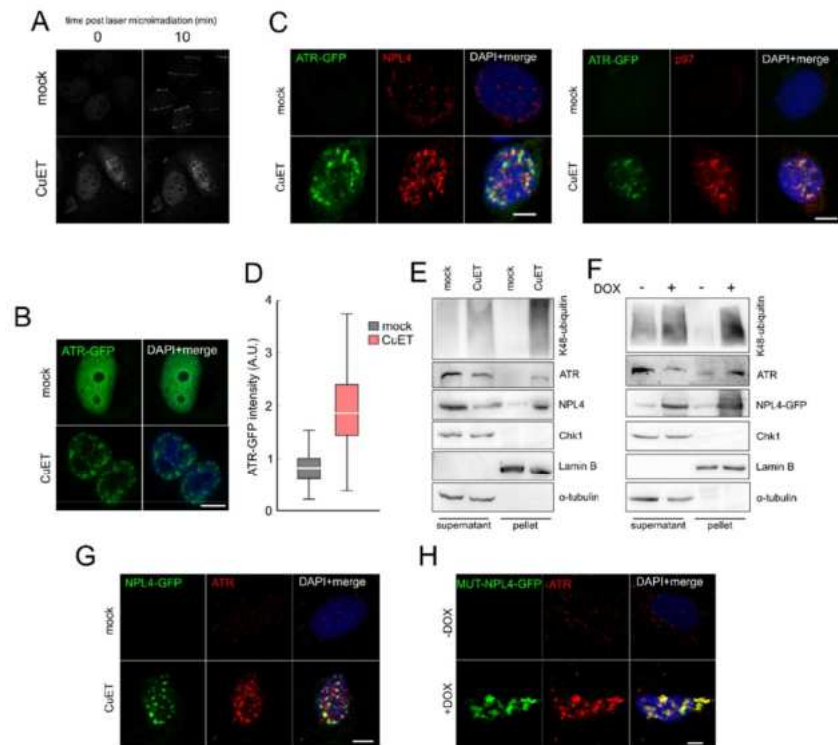 A
time post laser microirradiation (min)
0 10
mock
CuET
B
ATR-GFP DAPI+merge
mock
CuET
C
ATR-GFP NPL4 DAPI+merge
mock
CuET
ATR-GFP p97 DAPI+merge
mock
CuET
D
ATR-GFP intensity (A.U.)
4
3
2
1
0
mock
CuET
E
mock CuET mock CuET
K48-ubiquitin
ATR
NPL4
Chk1
Lamin B
α-tubulin
supernatant pellet
F
DOX - + - +
K48-ubiquitin
ATR
NPL4-GFP
Chk1
Lamin B
α-tubulin
supernatant pellet
G
NPL4-GFP ATR DAPI+merge
mock
CuET
H
MUT-NPL4-GFP ATR DAPI+merge
-DOX
+DOX